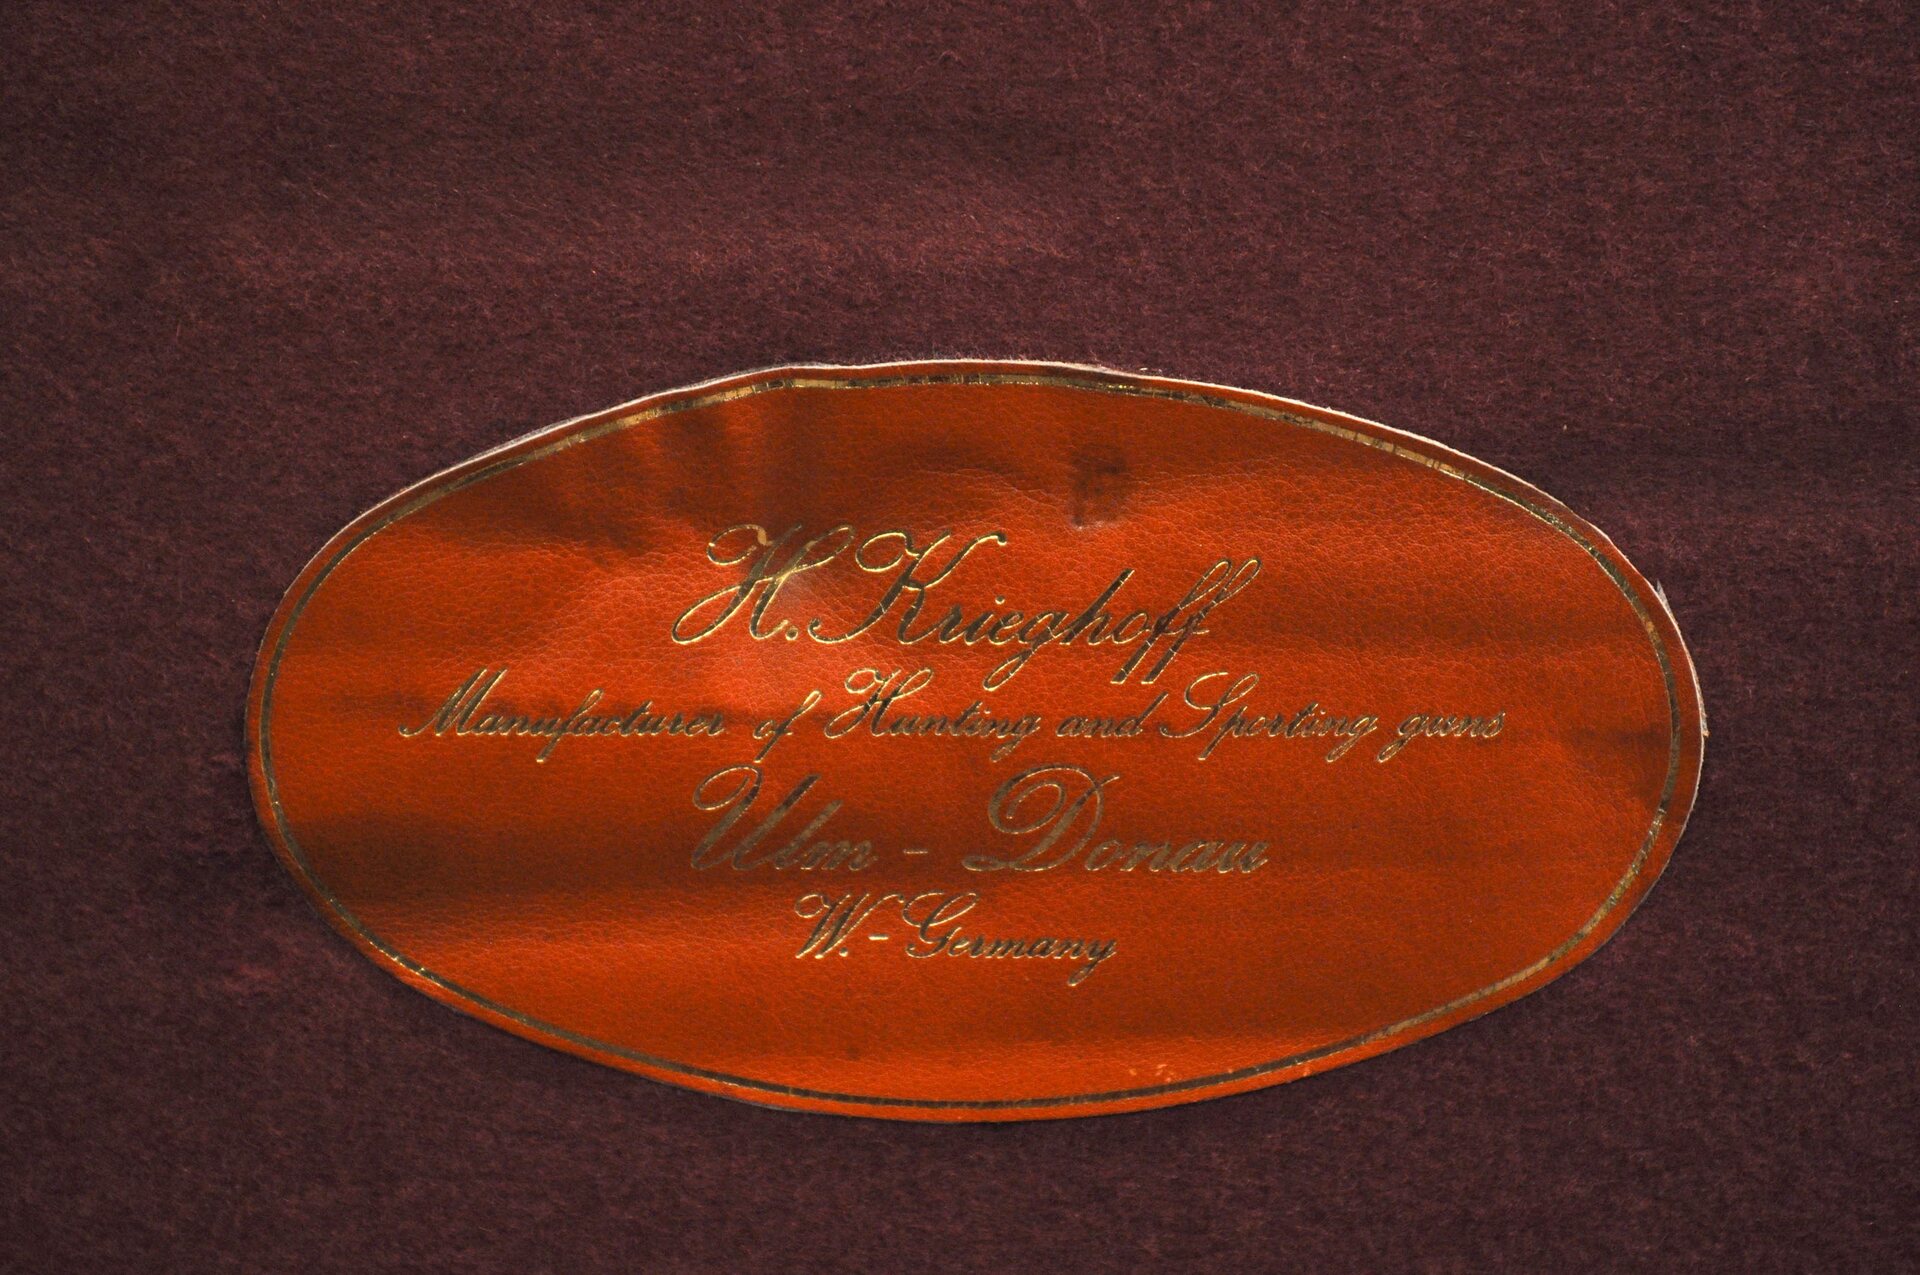 H. Krieghoff
Manufacturer of Hunting and Sporting guns
Ulm - Donau
W.- Germany